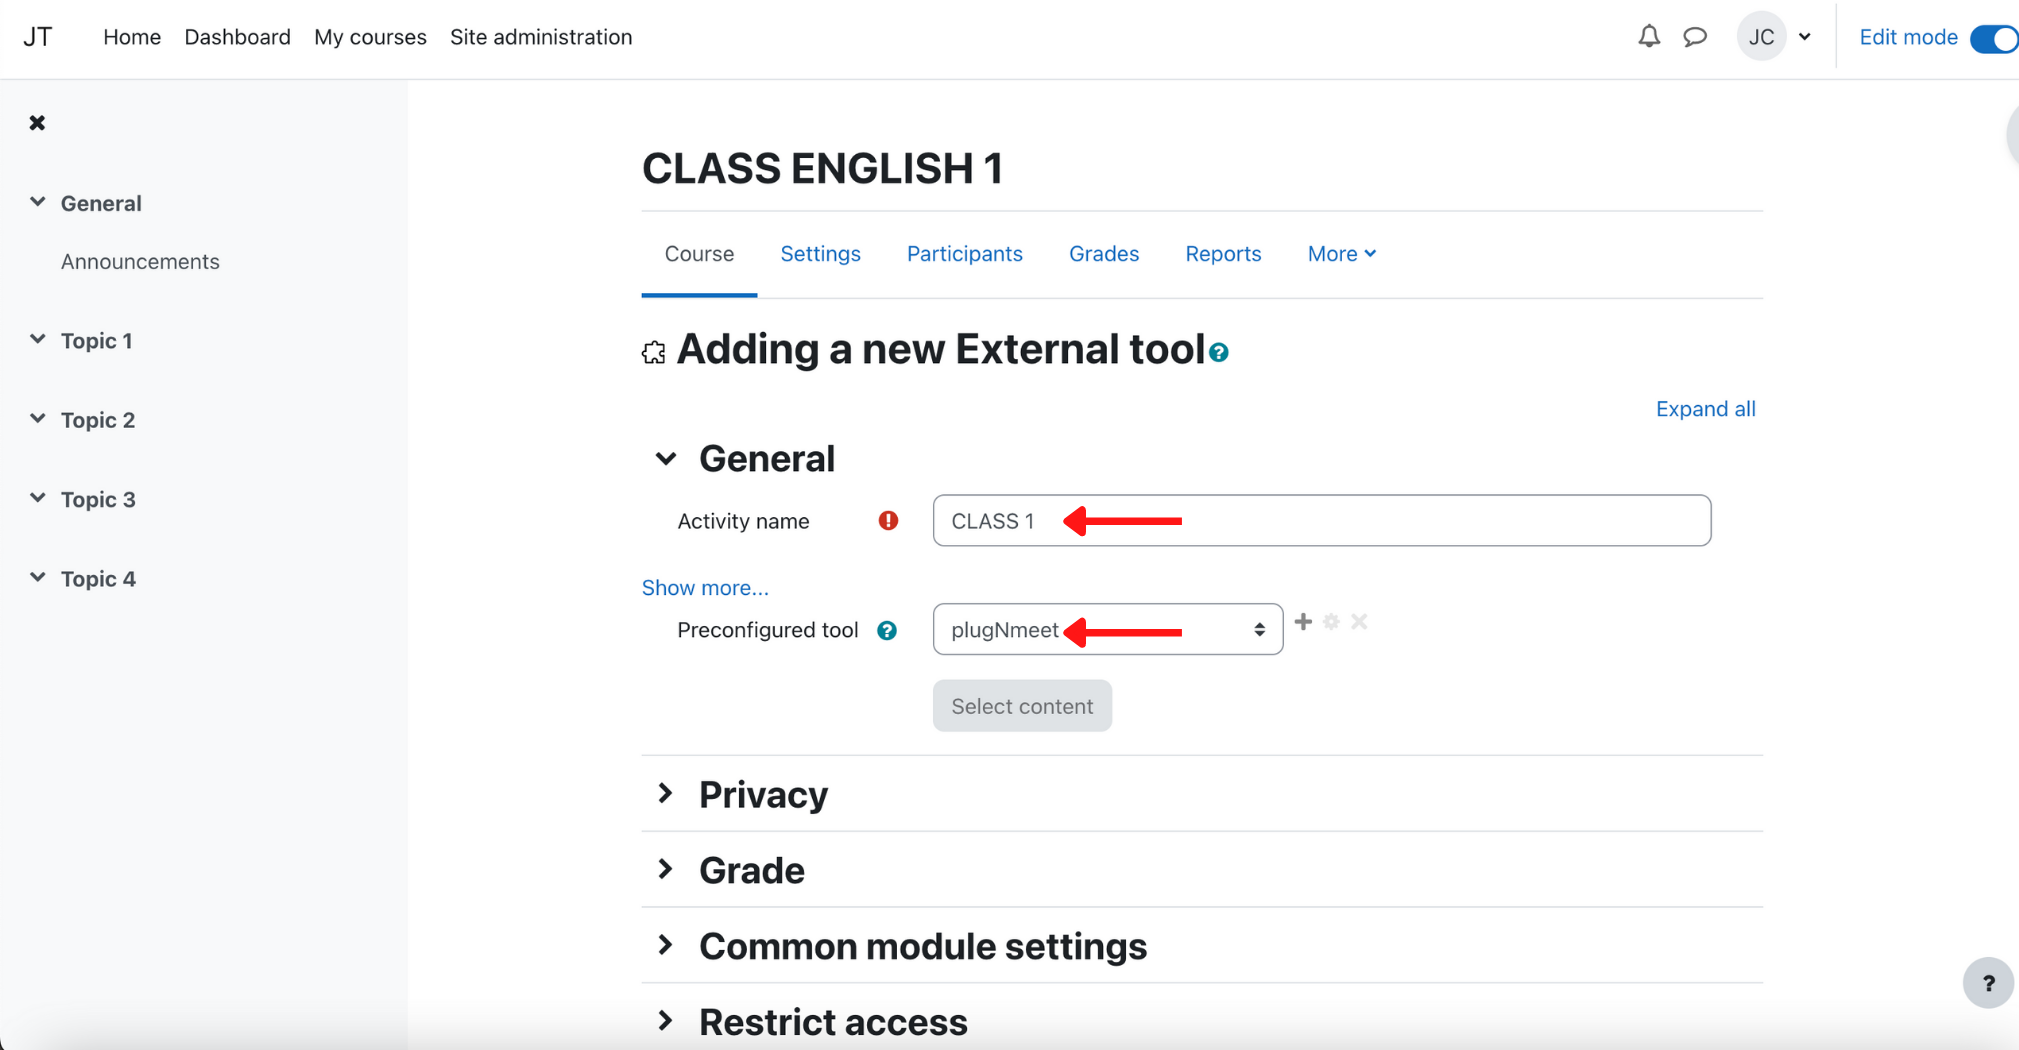 JT Home Dashboard My courses Site administration JC Edit mode
General
Announcements
Topic 1
Topic 2
Topic 3
Topic 4
CLASS ENGLISH 1
Course Settings Participants Grades Reports More
Adding a new External tool ?
Expand all
General
Activity name ! CLASS 1
Show more...
Preconfigured tool ? plugNmeet
Select content
Privacy
Grade
Common module settings
Restrict access
?